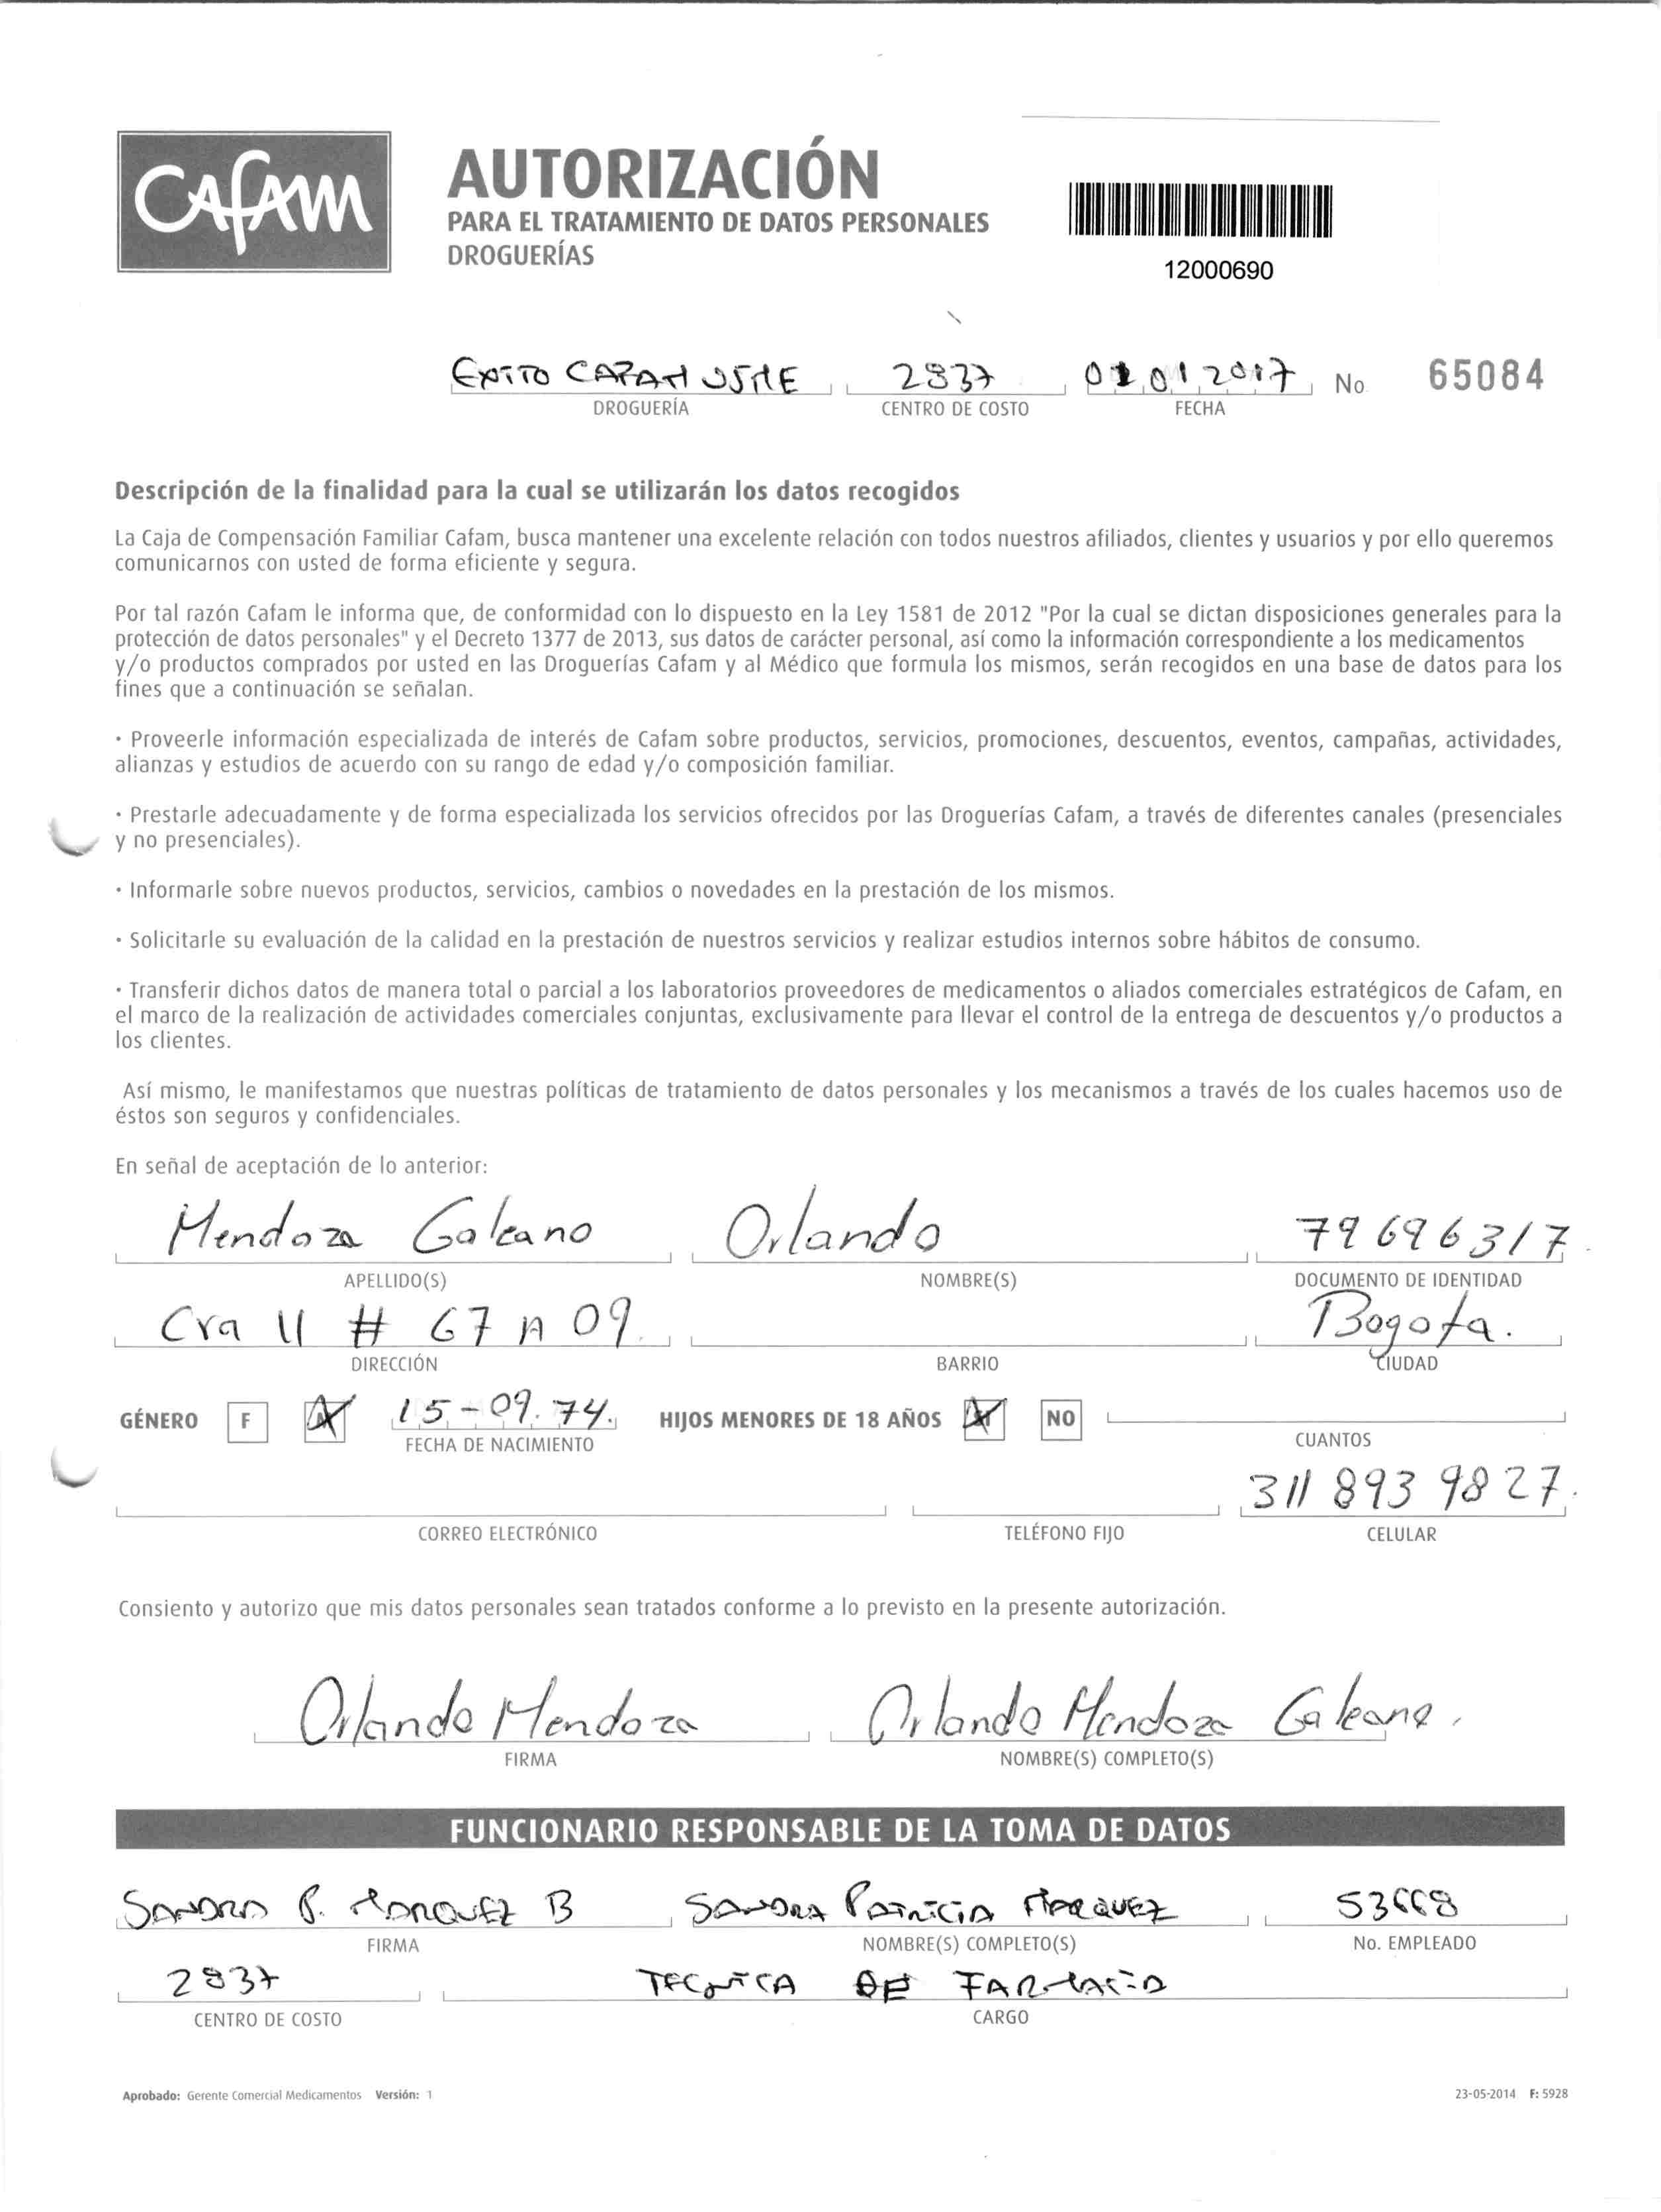 Cafam
AUTORIZACIÓN
PARA EL TRATAMIENTO DE DATOS PERSONALES
DROGUERÍAS
12000690
EXITO CAFAM USME 2837 01 01 2017 No 65084
DROGUERÍA CENTRO DE COSTO FECHA
Descripción de la finalidad para la cual se utilizarán los datos recogidos
La Caja de Compensación Familiar Cafam, busca mantener una excelente relación con todos nuestros afiliados, clientes y usuarios y por ello queremos
comunicarnos con usted de forma eficiente y segura.
Por tal razón Cafam le informa que, de conformidad con lo dispuesto en la Ley 1581 de 2012 "Por la cual se dictan disposiciones generales para la
protección de datos personales" y el Decreto 1377 de 2013, sus datos de carácter personal, así como la información correspondiente a los medicamentos
y/o productos comprados por usted en las Droguerías Cafam y al Médico que formula los mismos, serán recogidos en una base de datos para los
fines que a continuación se señalan.
· Proveerle información especializada de interés de Cafam sobre productos, servicios, promociones, descuentos, eventos, campañas, actividades,
alianzas y estudios de acuerdo con su rango de edad y/o composición familiar.
· Prestarle adecuadamente y de forma especializada los servicios ofrecidos por las Droguerías Cafam, a través de diferentes canales (presenciales
y no presenciales).
· Informarle sobre nuevos productos, servicios, cambios o novedades en la prestación de los mismos.
· Solicitarle su evaluación de la calidad en la prestación de nuestros servicios y realizar estudios internos sobre hábitos de consumo.
· Transferir dichos datos de manera total o parcial a los laboratorios proveedores de medicamentos o aliados comerciales estratégicos de Cafam, en
el marco de la realización de actividades comerciales conjuntas, exclusivamente para llevar el control de la entrega de descuentos y/o productos a
los clientes.
Así mismo, le manifestamos que nuestras políticas de tratamiento de datos personales y los mecanismos a través de los cuales hacemos uso de
éstos son seguros y confidenciales.
En señal de aceptación de lo anterior:
Mendoza Galeano Orlando 79696317
APELLIDO(S) NOMBRE(S) DOCUMENTO DE IDENTIDAD
Cra 11 # 67 A 09. Bogota.
DIRECCIÓN BARRIO CIUDAD
GÉNERO F 15-09.74. HIJOS MENORES DE 18 AÑOS NO
FECHA DE NACIMIENTO CUANTOS
311 893 9827.
CORREO ELECTRÓNICO TELÉFONO FIJO CELULAR
Consiento y autorizo que mis datos personales sean tratados conforme a lo previsto en la presente autorización.
Orlando Mendoza Orlando Mendoza Galeano.
FIRMA NOMBRE(S) COMPLETO(S)
FUNCIONARIO RESPONSABLE DE LA TOMA DE DATOS
SANDRA P. MARQUEZ B SANDRA PATRICIA MARQUEZ 53668
FIRMA NOMBRE(S) COMPLETO(S) No. EMPLEADO
2837 TECNICA DE FARMACIA
CENTRO DE COSTO CARGO
Aprobado: Gerente Comercial Medicamentos Versión: 1 23-05-2014 F: 5928